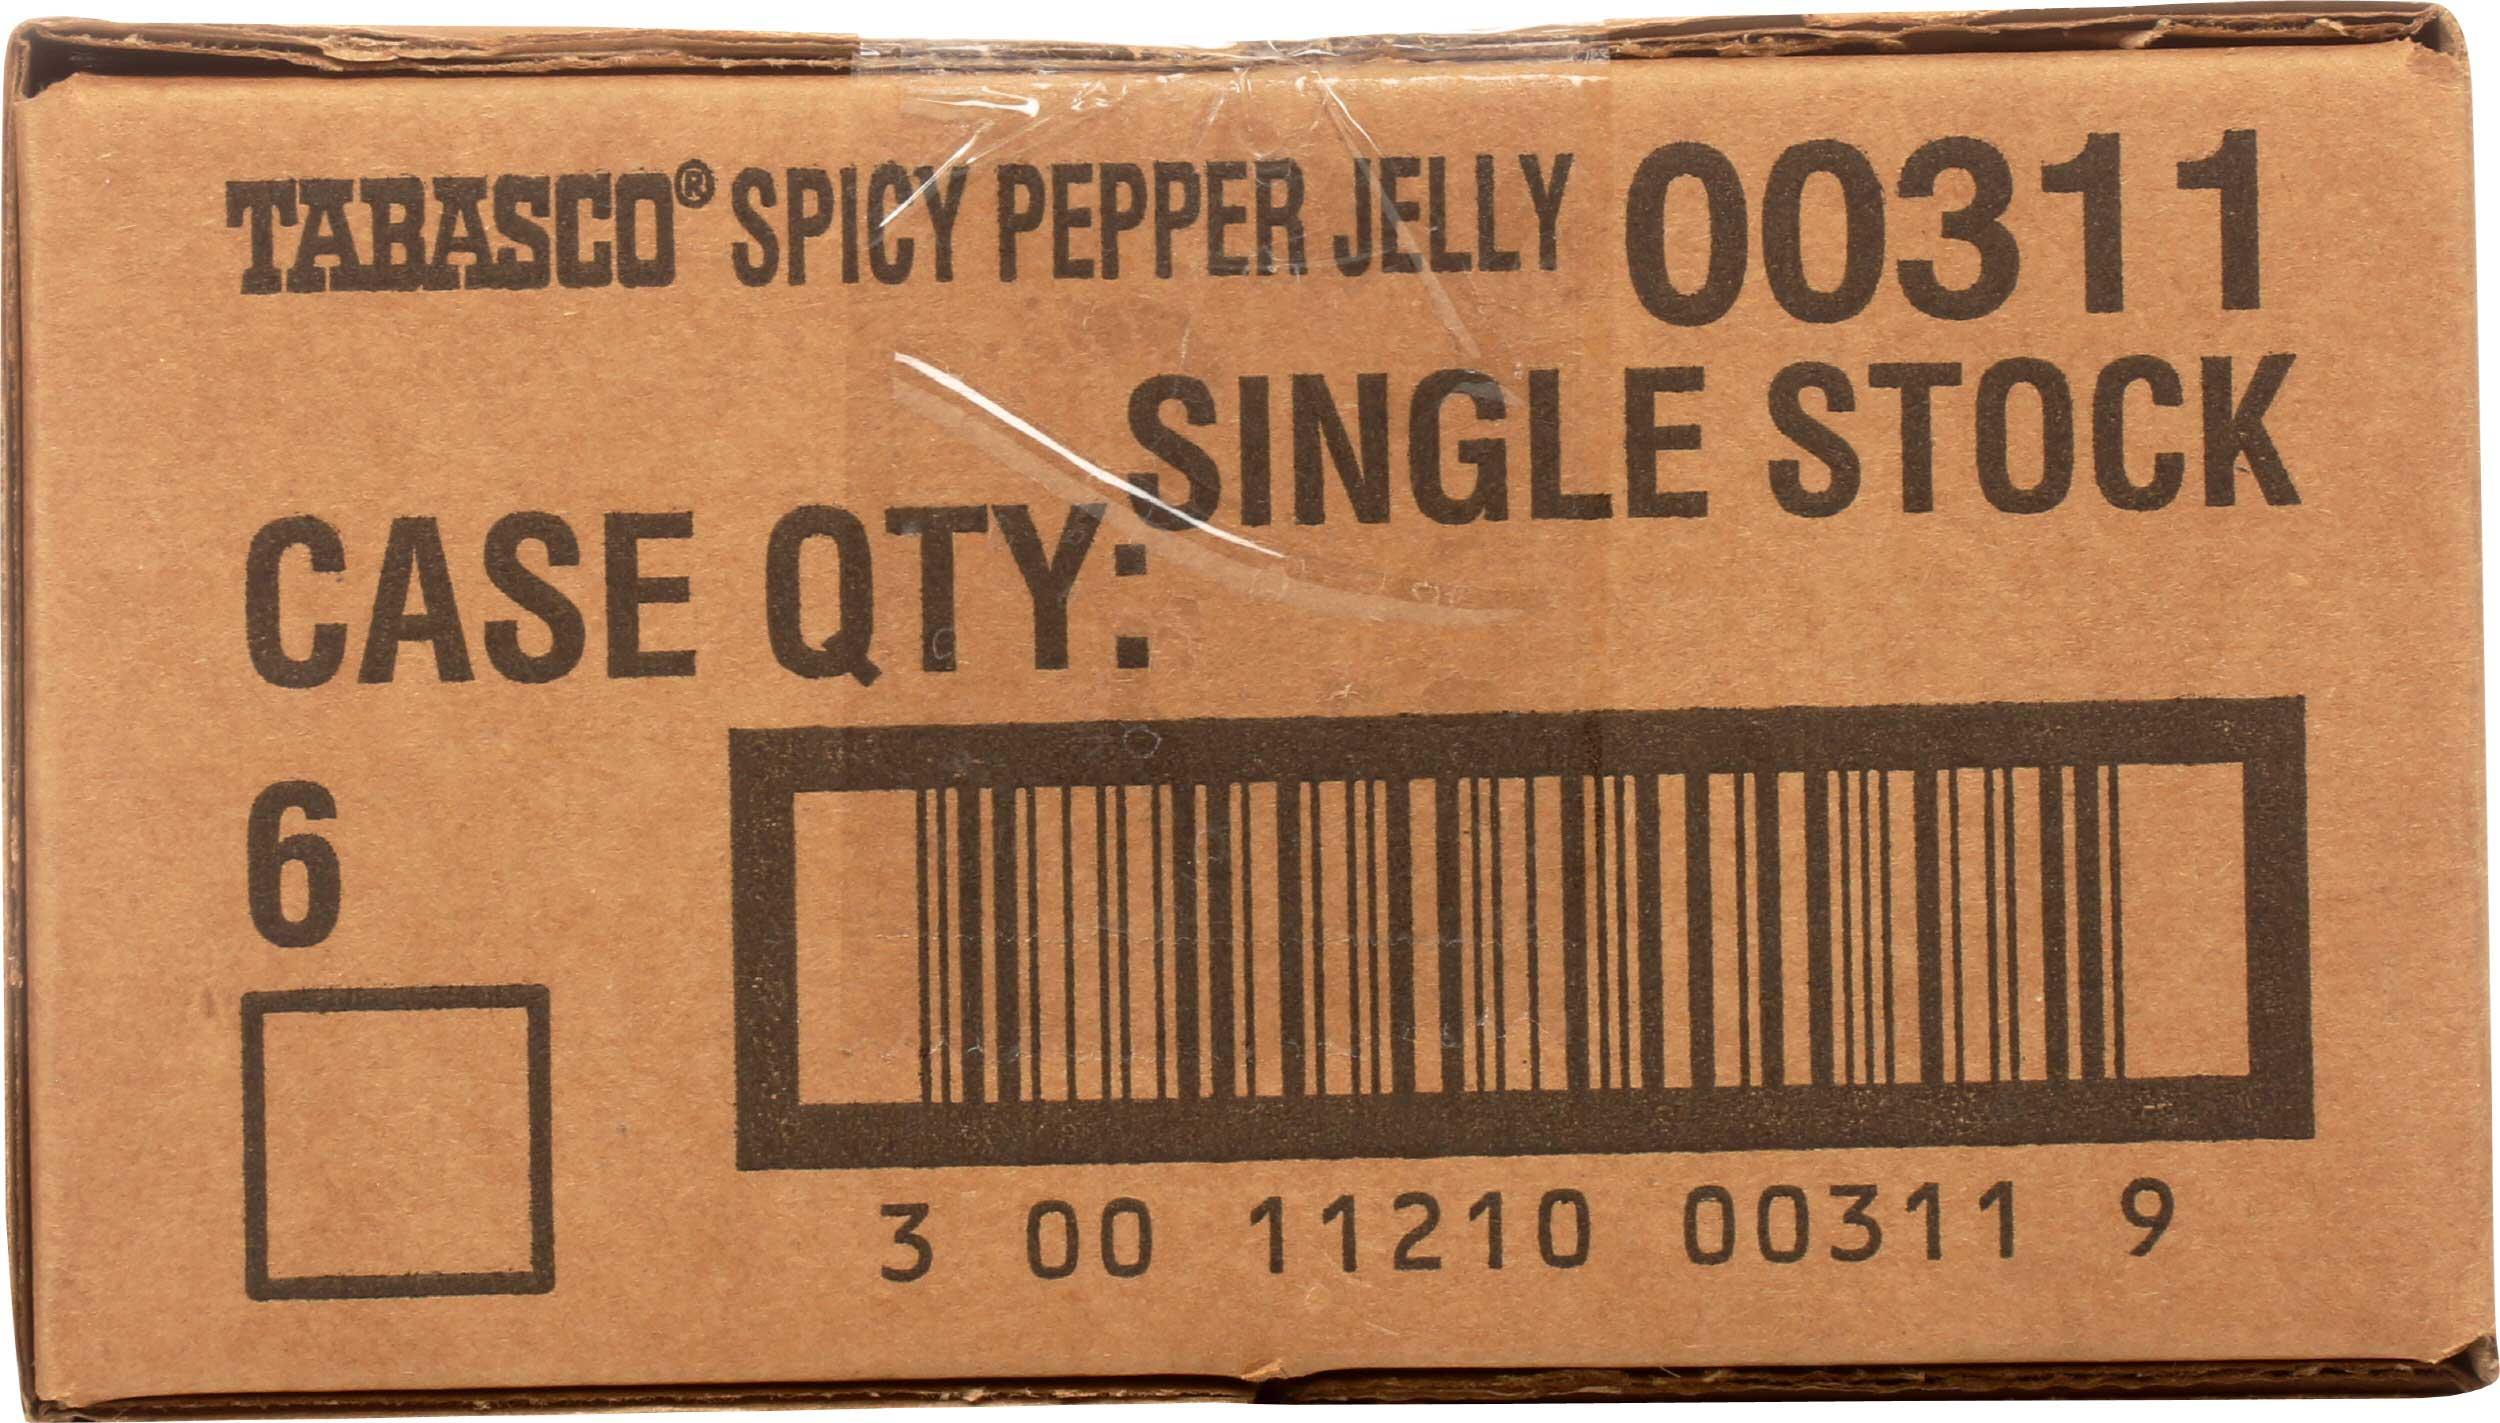 TABASCO® SPICY PEPPER JELLY 00311
SINGLE STOCK
CASE QTY:
6
3 00 11210 00311 9